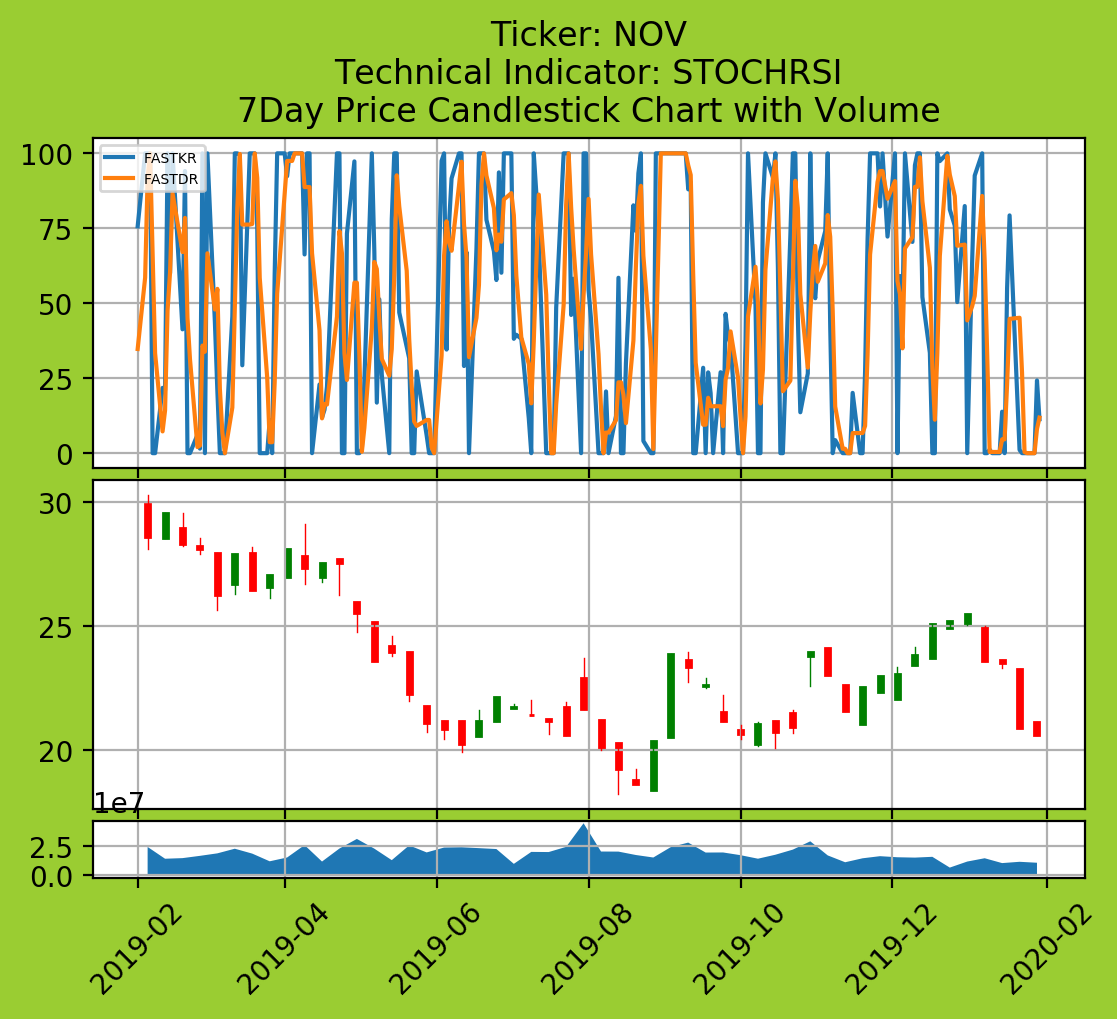 Ticker: NOV
Technical Indicator: STOCHRSI
7Day Price Candlestick Chart with Volume
FASTKR
FASTDR
100
75
50
25
0
30
25
20
1e7
2.5
0.0
2019-02
2019-04
2019-06
2019-08
2019-10
2019-12
2020-02